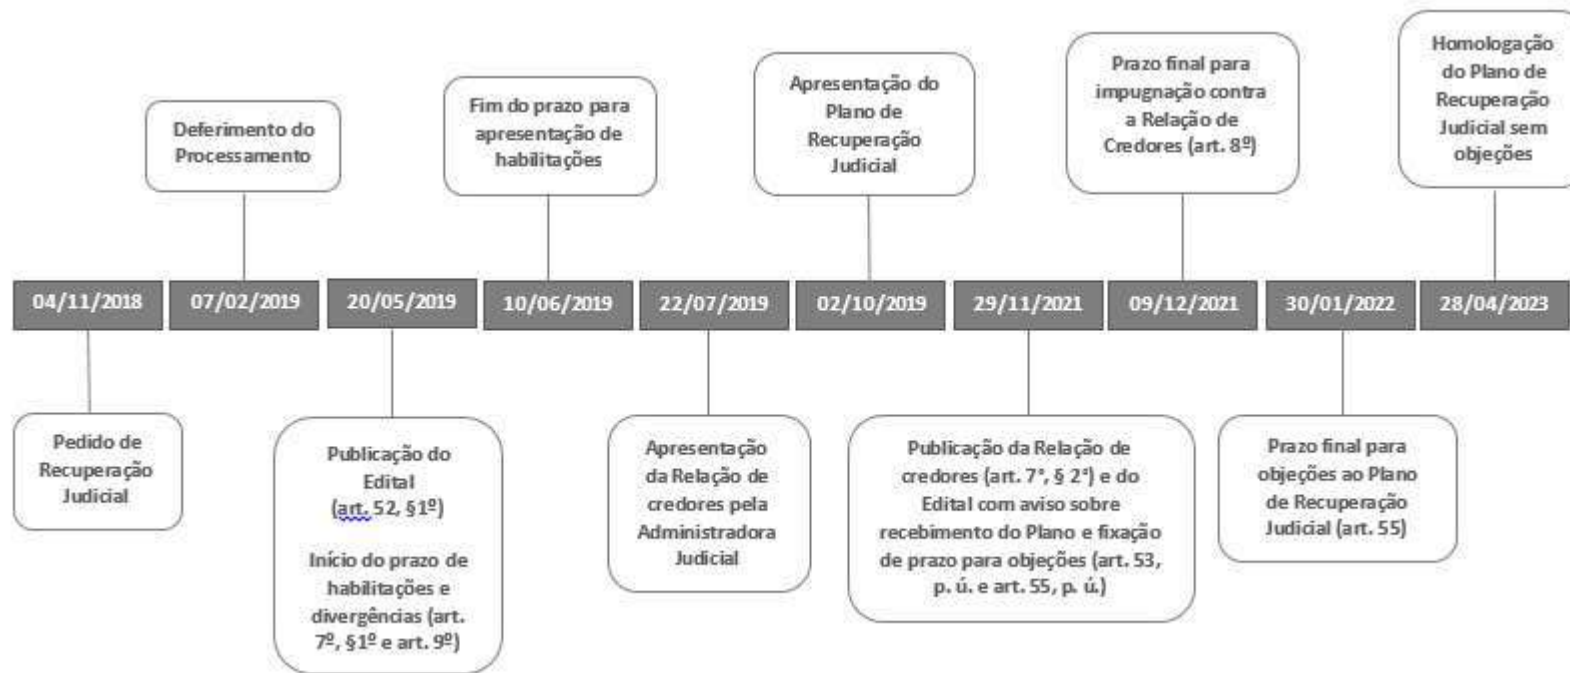 Homologação
do Plano de
Recuperação
Judicial sem
objeções
Prazo final para
impugnação contra
a Relação de
Credores (art. 8º)
Apresentação do
Plano de
Recuperação
Judicial
Fim do prazo para
apresentação de
habilitações
Deferimento do
Processamento
04/11/2018
07/02/2019
20/05/2019
10/06/2019
22/07/2019
02/10/2019
29/11/2021
09/12/2021
30/01/2022
28/04/2023
Pedido de
Recuperação
Judicial
Publicação do
Edital
(art. 52, §1º)
Início do prazo de
habilitações e
divergências (art.
7º, §1º e art. 9º)
Apresentação
da Relação de
credores pela
Administradora
Judicial
Publicação da Relação de
credores (art. 7°, § 2°) e do
Edital com aviso sobre
recebimento do Plano e fixação
de prazo para objeções (art. 53,
p. ú. e art. 55, p. ú.)
Prazo final para
objeções ao Plano
de Recuperação
Judicial (art. 55)